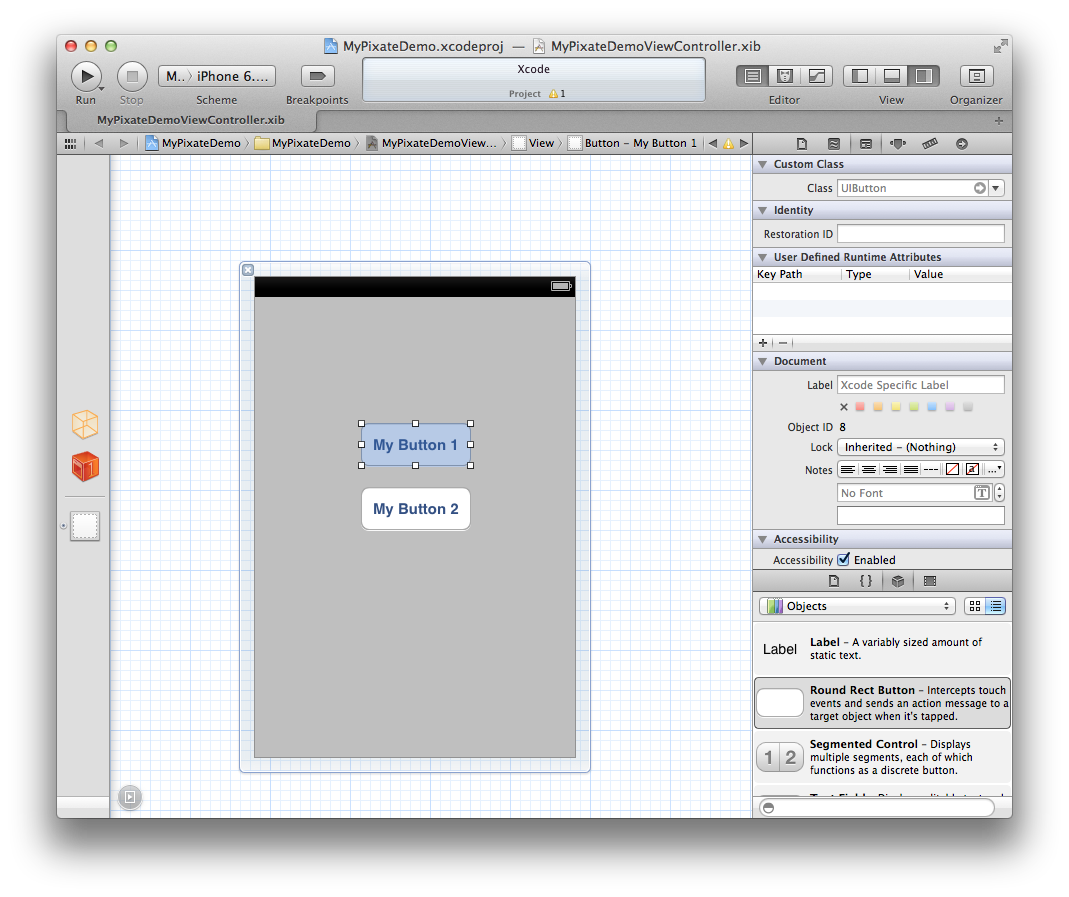 MyPixateDemo.xcodeproj — MyPixateDemoViewController.xib
M.. › iPhone 6....
Xcode
Project 1
Run Stop Scheme Breakpoints Editor View Organizer
MyPixateDemoViewController.xib
MyPixateDemo MyPixateDemo MyPixateDemoView... View Button – My Button 1
Custom Class
Class UIButton
Identity
Restoration ID
User Defined Runtime Attributes
Key Path Type Value
Document
Label Xcode Specific Label
Object ID 8
Lock Inherited – (Nothing)
Notes
No Font
Accessibility
Accessibility Enabled
My Button 1
My Button 2
Objects
Label
Label – A variably sized amount of
static text.
Round Rect Button – Intercepts touch
events and sends an action message to a
target object when it's tapped.
1 2
Segmented Control – Displays
multiple segments, each of which
functions as a discrete button.